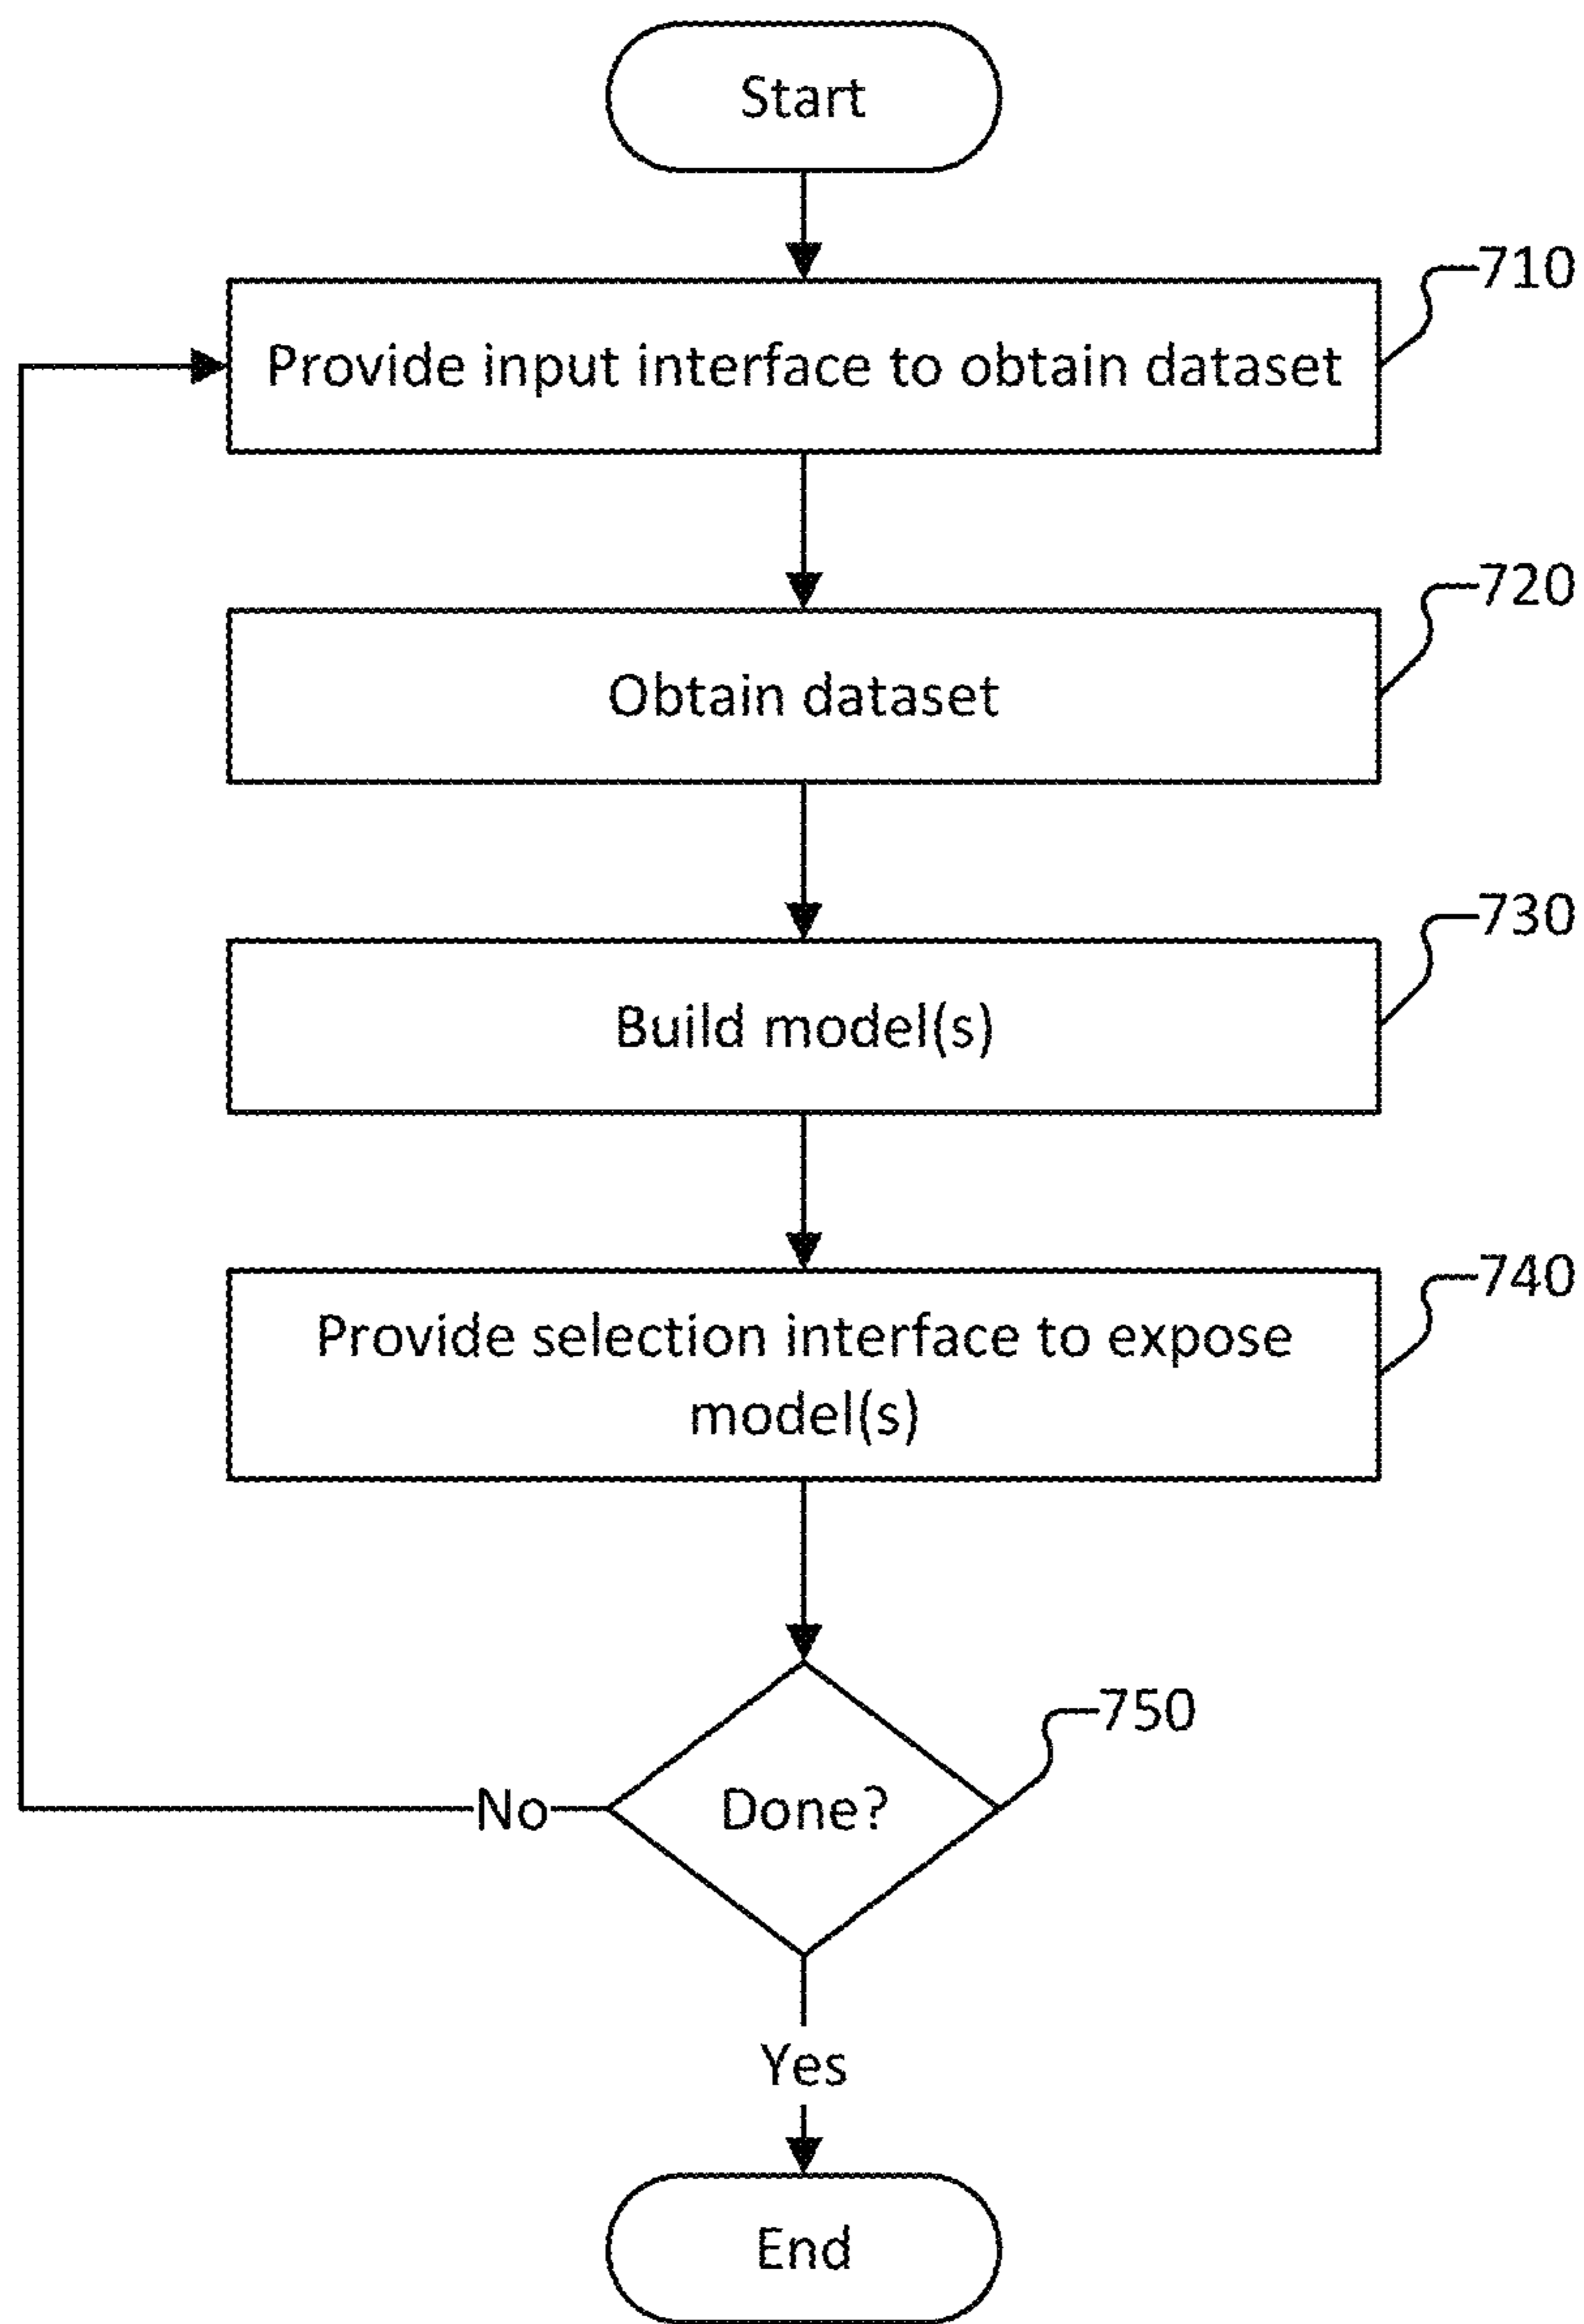 Start
710
Provide input interface to obtain dataset
720
Obtain dataset
730
Build model(s)
740
Provide selection interface to expose
model(s)
750
Done?
No
Yes
End